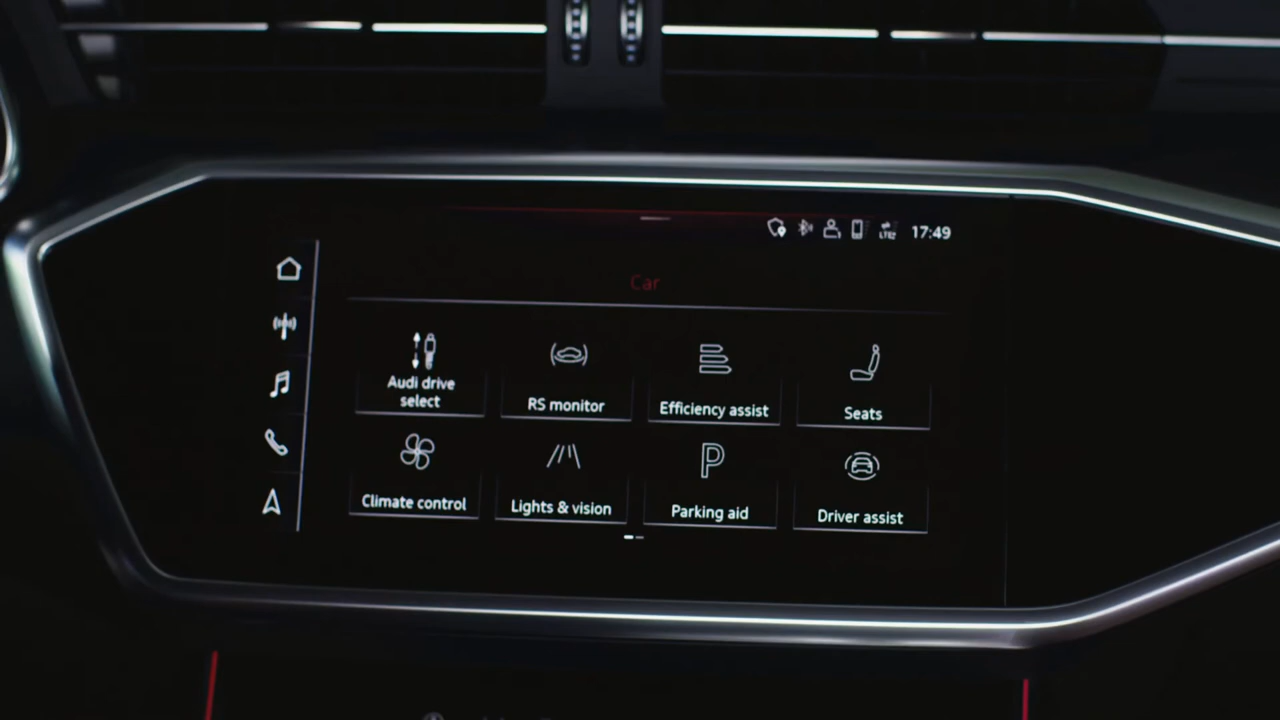 LTE2 17:49
Car
Audi drive
select
RS monitor
Efficiency assist
Seats
Climate control
Lights & vision
Parking aid
Driver assist